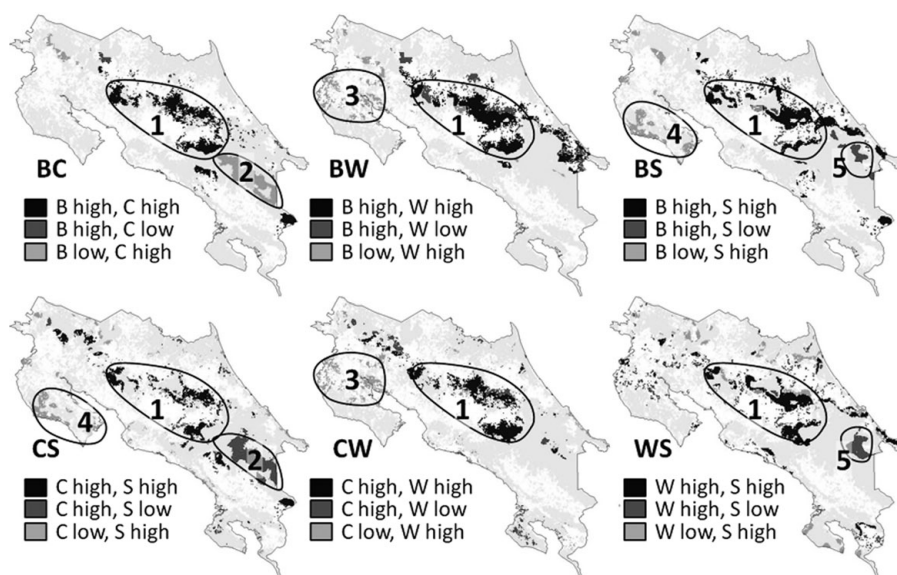 1
2
BC
B high, C high
B high, C low
B low, C high
3
1
BW
B high, W high
B high, W low
B low, W high
4
1
5
BS
B high, S high
B high, S low
B low, S high
4
1
2
CS
C high, S high
C high, S low
C low, S high
3
1
CW
C high, W high
C high, W low
C low, W high
1
5
WS
W high, S high
W high, S low
W low, S high